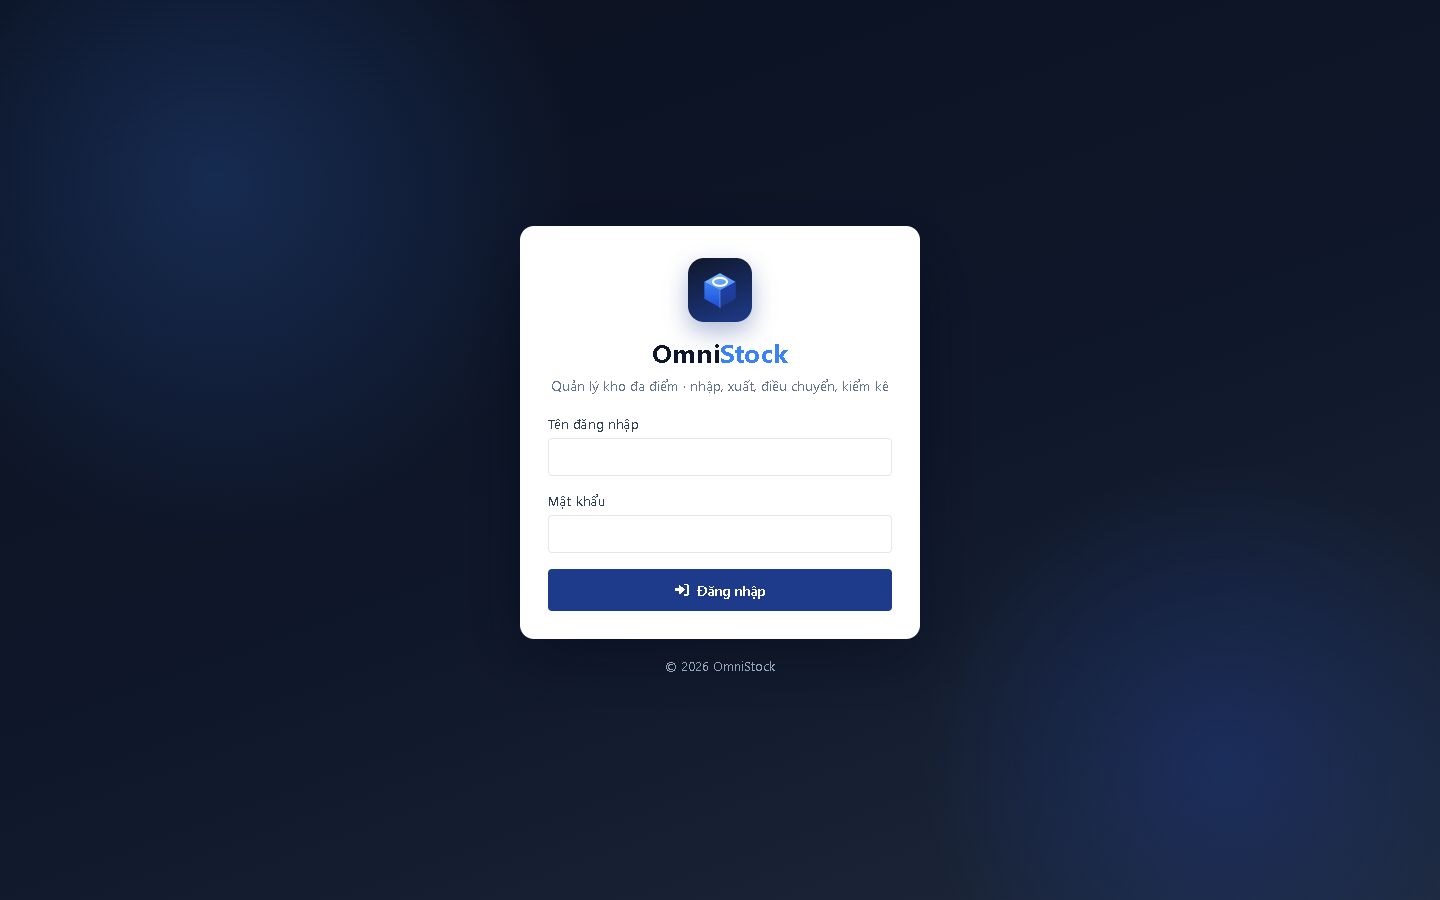 OmniStock
Quản lý kho đa điểm · nhập, xuất, điều chuyển, kiểm kê
Tên đăng nhập
Mật khẩu
Đăng nhập
© 2026 OmniStock